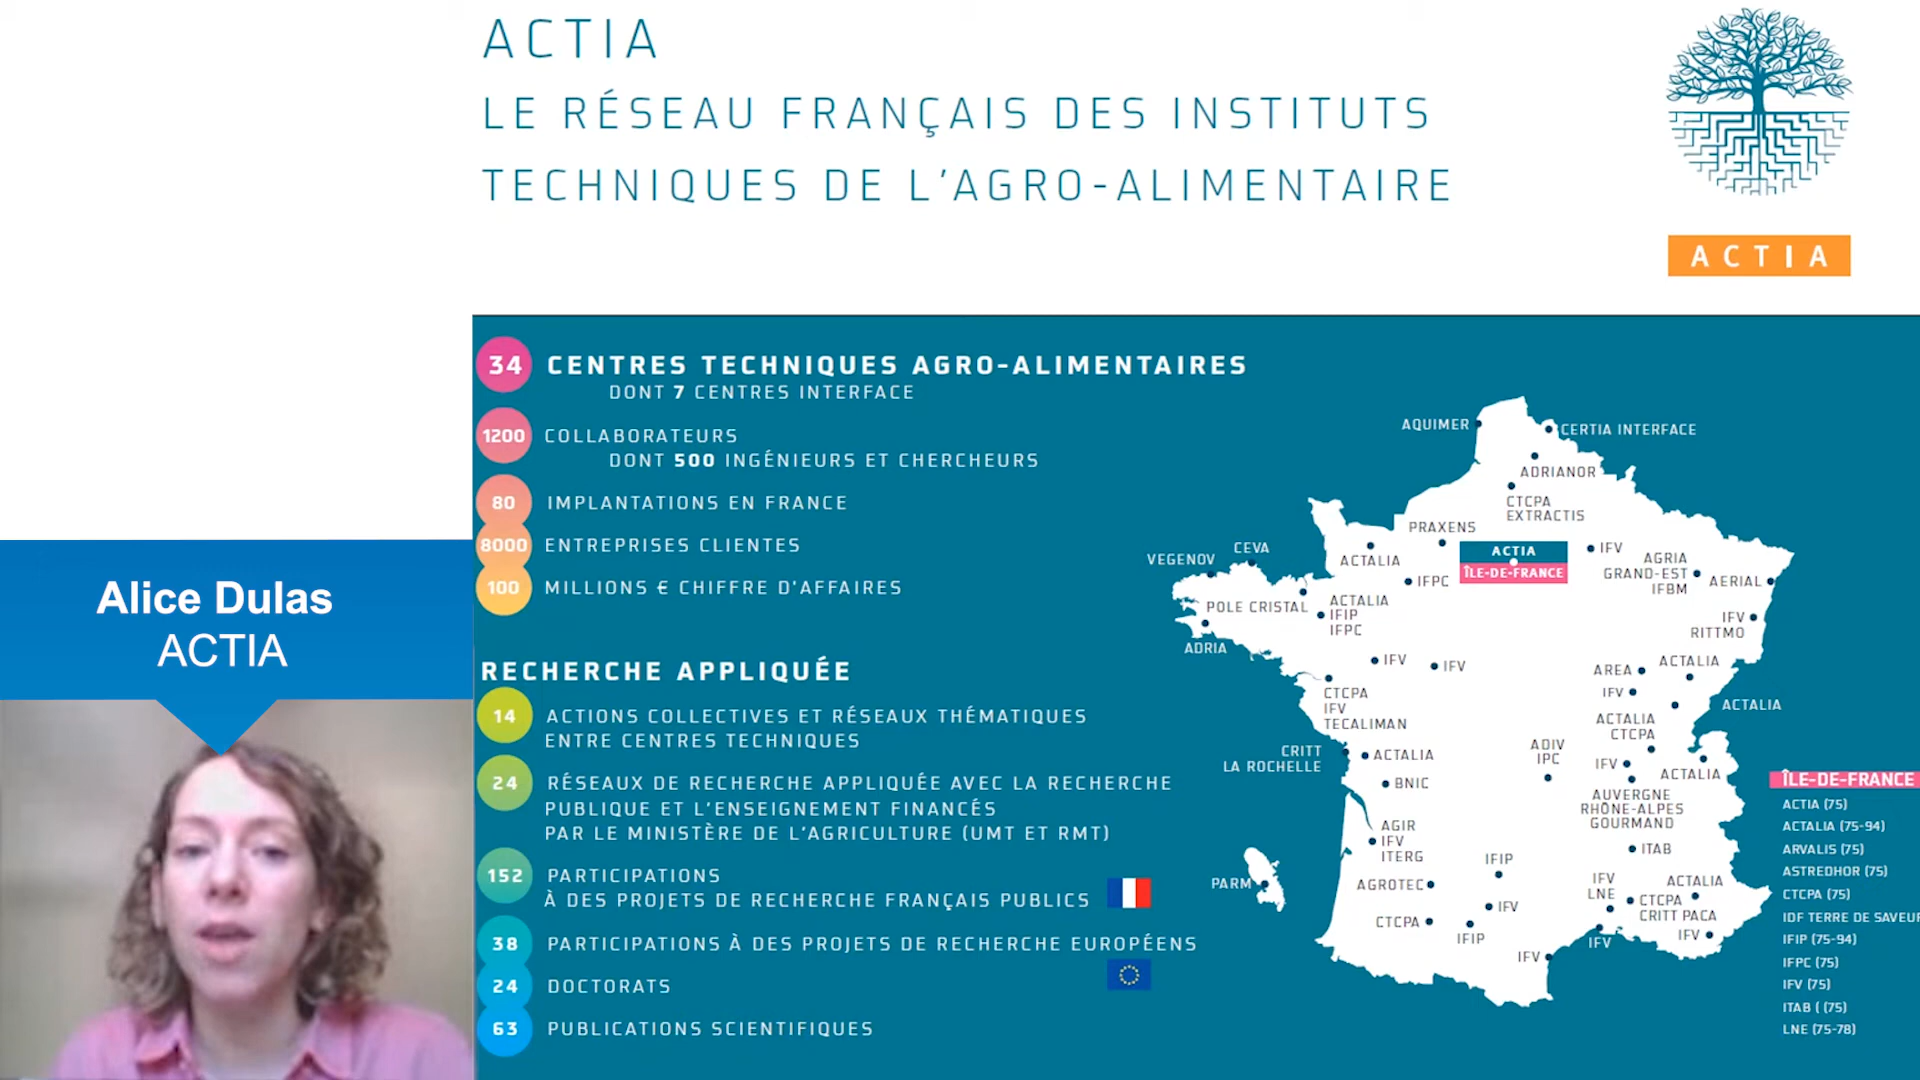 ACTIA
LE RÉSEAU FRANÇAIS DES INSTITUTS
TECHNIQUES DE L'AGRO-ALIMENTAIRE
ACTIA
34 CENTRES TECHNIQUES AGRO-ALIMENTAIRES
DONT 7 CENTRES INTERFACE
1200 COLLABORATEURS
DONT 500 INGÉNIEURS ET CHERCHEURS
80 IMPLANTATIONS EN FRANCE
8000 ENTREPRISES CLIENTES
100 MILLIONS € CHIFFRE D'AFFAIRES
RECHERCHE APPLIQUÉE
14 ACTIONS COLLECTIVES ET RÉSEAUX THÉMATIQUES
ENTRE CENTRES TECHNIQUES
24 RÉSEAUX DE RECHERCHE APPLIQUÉE AVEC LA RECHERCHE
PUBLIQUE ET L'ENSEIGNEMENT FINANCÉS
PAR LE MINISTÈRE DE L'AGRICULTURE (UMT ET RMT)
152 PARTICIPATIONS
À DES PROJETS DE RECHERCHE FRANÇAIS PUBLICS
38 PARTICIPATIONS À DES PROJETS DE RECHERCHE EUROPÉENS
24 DOCTORATS
63 PUBLICATIONS SCIENTIFIQUES
Alice Dulas
ACTIA
AQUIMER
CERTIA INTERFACE
ADRIANOR
CTCPA
EXTRACTIS
PRAXENS
ACTIA
ÎLE-DE-FRANCE
IFV
CEVA
VEGENOV
ACTALIA
IFPC
AGRIA
GRAND-EST
IFBM
AERIAL
POLE CRISTAL
ACTALIA
IFIP
IFPC
IFV
RITTMO
ADRIA
IFV
IFV
AREA
ACTALIA
IFV
CTCPA
IFV
TECALIMAN
ACTALIA
ACTALIA
CTCPA
CRITT
LA ROCHELLE
ACTALIA
ADIV
IPC
IFV
ACTALIA
BNIC
AUVERGNE
RHÔNE-ALPES
GOURMAND
AGIR
IFV
ITERG
ITAB
IFIP
PARM
AGROTEC
IFV
LNE
ACTALIA
CTCPA
CRITT PACA
IFV
CTCPA
IFIP
IFV
IFV
IFV
ÎLE-DE-FRANCE
ACTIA (75)
ACTALIA (75-94)
ARVALIS (75)
ASTREDHOR (75)
CTCPA (75)
IDF TERRE DE SAVEUR
IFIP (75-94)
IFPC (75)
IFV (75)
ITAB ( (75)
LNE (75-78)